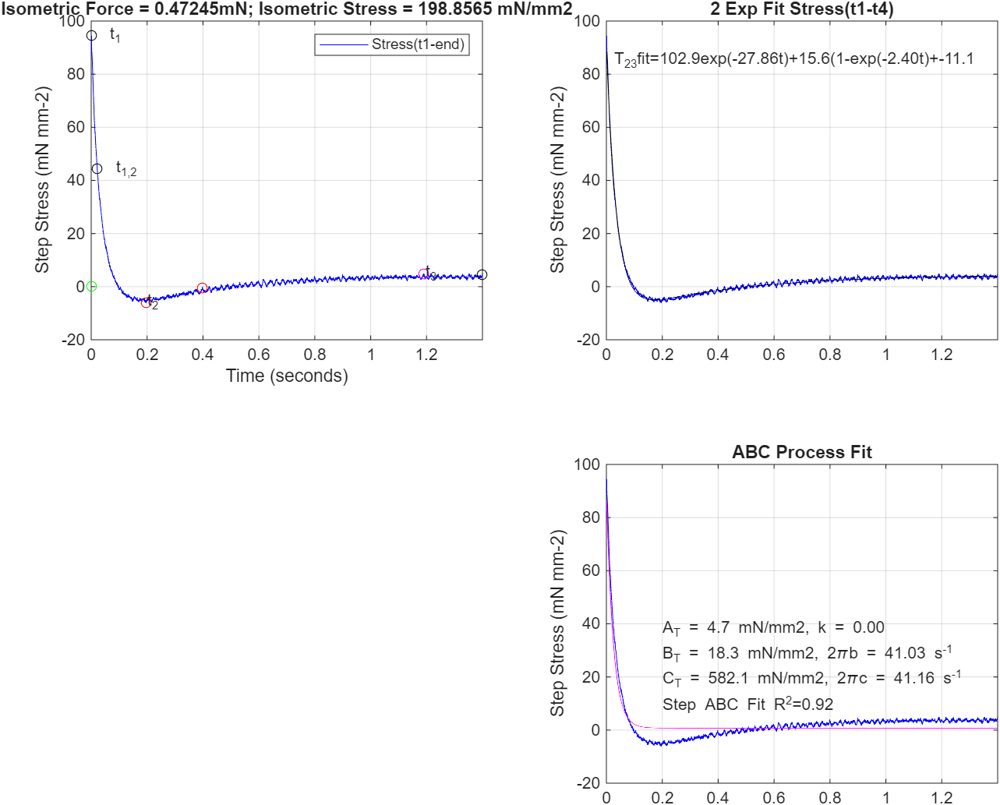 Isometric Force = 0.47245mN; Isometric Stress = 198.8565 mN/mm2
100
80
60
40
20
0
-20
0 0.2 0.4 0.6 0.8 1 1.2
Step Stress (mN mm-2)
Time (seconds)
t1
t1,2
t2
t3
Stress(t1-end)
2 Exp Fit Stress(t1-t4)
T23fit=102.9exp(-27.86t)+15.6(1-exp(-2.40t)+-11.1
100
80
60
40
20
0
-20
0 0.2 0.4 0.6 0.8 1 1.2
Step Stress (mN mm-2)
ABC Process Fit
100
80
60
40
20
0
-20
0 0.2 0.4 0.6 0.8 1 1.2
Step Stress (mN mm-2)
AT = 4.7 mN/mm2, k = 0.00
BT = 18.3 mN/mm2, 2πb = 41.03 s-1
CT = 582.1 mN/mm2, 2πc = 41.16 s-1
Step ABC Fit R2=0.92